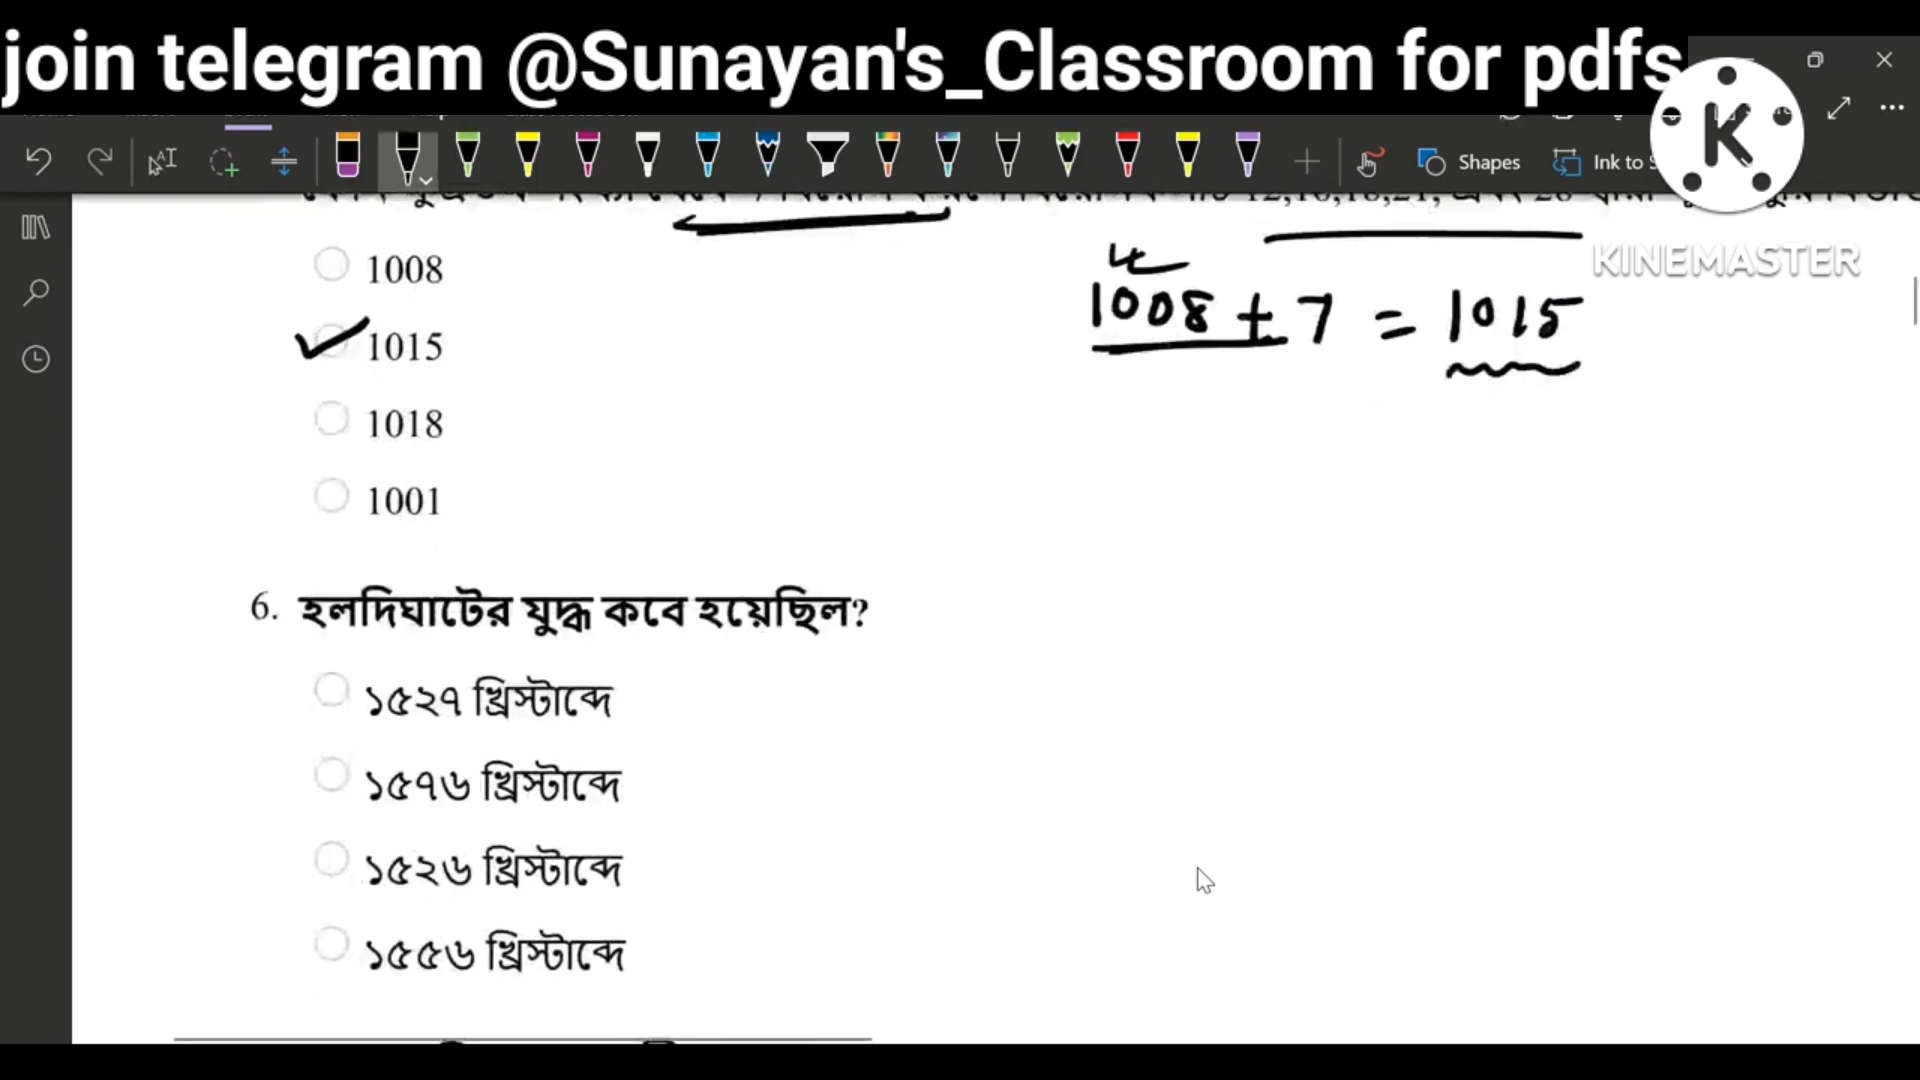 join telegram @Sunayan's_Classroom for pdfs
Shapes
Ink to S
KINEMASTER
1008
1008 + 7 = 1015
1015
1018
1001
6. হলদিঘাটের যুদ্ধ কবে হয়েছিল?
১৫২৭ খ্রিস্টাব্দে
১৫৭৬ খ্রিস্টাব্দে
১৫২৬ খ্রিস্টাব্দে
১৫৫৬ খ্রিস্টাব্দে